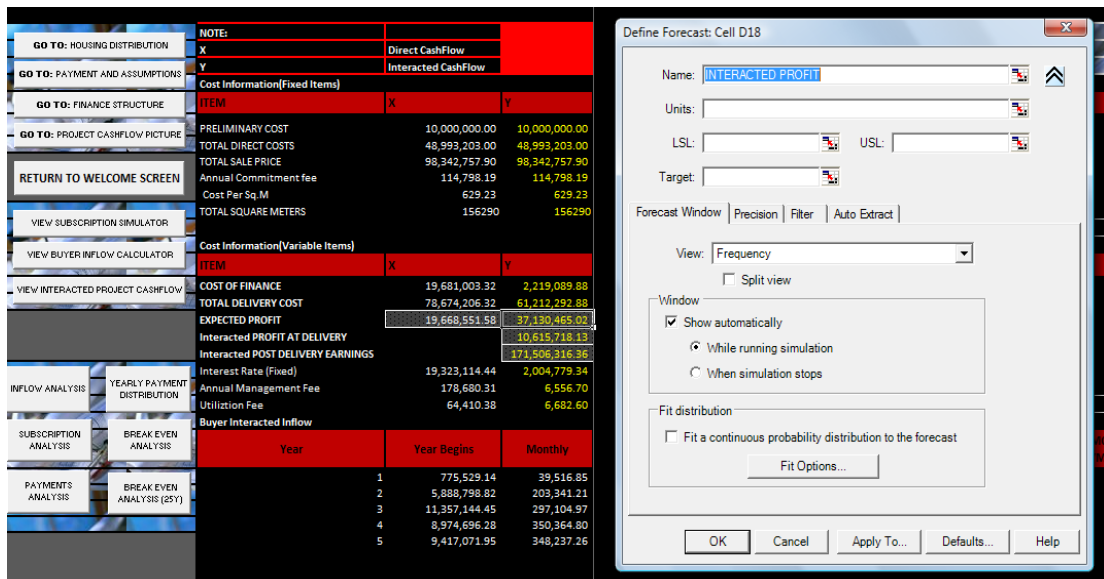 GO TO: HOUSING DISTRIBUTION
GO TO: PAYMENT AND ASSUMPTIONS
GO TO: FINANCE STRUCTURE
GO TO: PROJECT CASHFLOW PICTURE
RETURN TO WELCOME SCREEN
VIEW SUBSCRIPTION SIMULATOR
VIEW BUYER INFLOW CALCULATOR
VIEW INTERACTED PROJECT CASHFLOW
INFLOW ANALYSIS
YEARLY PAYMENT
DISTRIBUTION
SUBSCRIPTION
ANALYSIS
BREAK EVEN
ANALYSIS
PAYMENTS
ANALYSIS
BREAK EVEN
ANALYSIS (25Y)
NOTE:
X Direct CashFlow
Y Interacted CashFlow
Cost Information(Fixed Items)
ITEM X Y
PRELIMINARY COST 10,000,000.00 10,000,000.00
TOTAL DIRECT COSTS 48,993,203.00 48,993,203.00
TOTAL SALE PRICE 98,342,757.90 98,342,757.90
Annual Commitment fee 114,798.19 114,798.19
Cost Per Sq.M 629.23 629.23
TOTAL SQUARE METERS 156290 156290
Cost Information(Variable Items)
ITEM X Y
COST OF FINANCE 19,681,003.32 2,219,089.88
TOTAL DELIVERY COST 78,674,206.32 61,212,292.88
EXPECTED PROFIT 19,668,551.58 37,130,465.02
Interacted PROFIT AT DELIVERY 10,615,718.13
Interacted POST DELIVERY EARNINGS 171,506,316.36
Interest Rate (Fixed) 19,323,114.44 2,004,779.34
Annual Management Fee 178,680.31 6,556.70
Utiliztion Fee 64,410.38 6,682.60
Buyer Interacted Inflow
Year Year Begins Monthly
1 775,529.14 39,516.85
2 5,888,798.82 203,341.21
3 11,357,144.45 297,104.97
4 8,974,696.28 350,364.80
5 9,417,071.95 348,237.26
Define Forecast: Cell D18
Name: INTERACTED PROFIT
Units:
LSL: USL:
Target:
Forecast Window Precision Filter Auto Extract
View: Frequency
Split view
Window
Show automatically
While running simulation
When simulation stops
Fit distribution
Fit a continuous probability distribution to the forecast
Fit Options...
OK Cancel Apply To... Defaults... Help